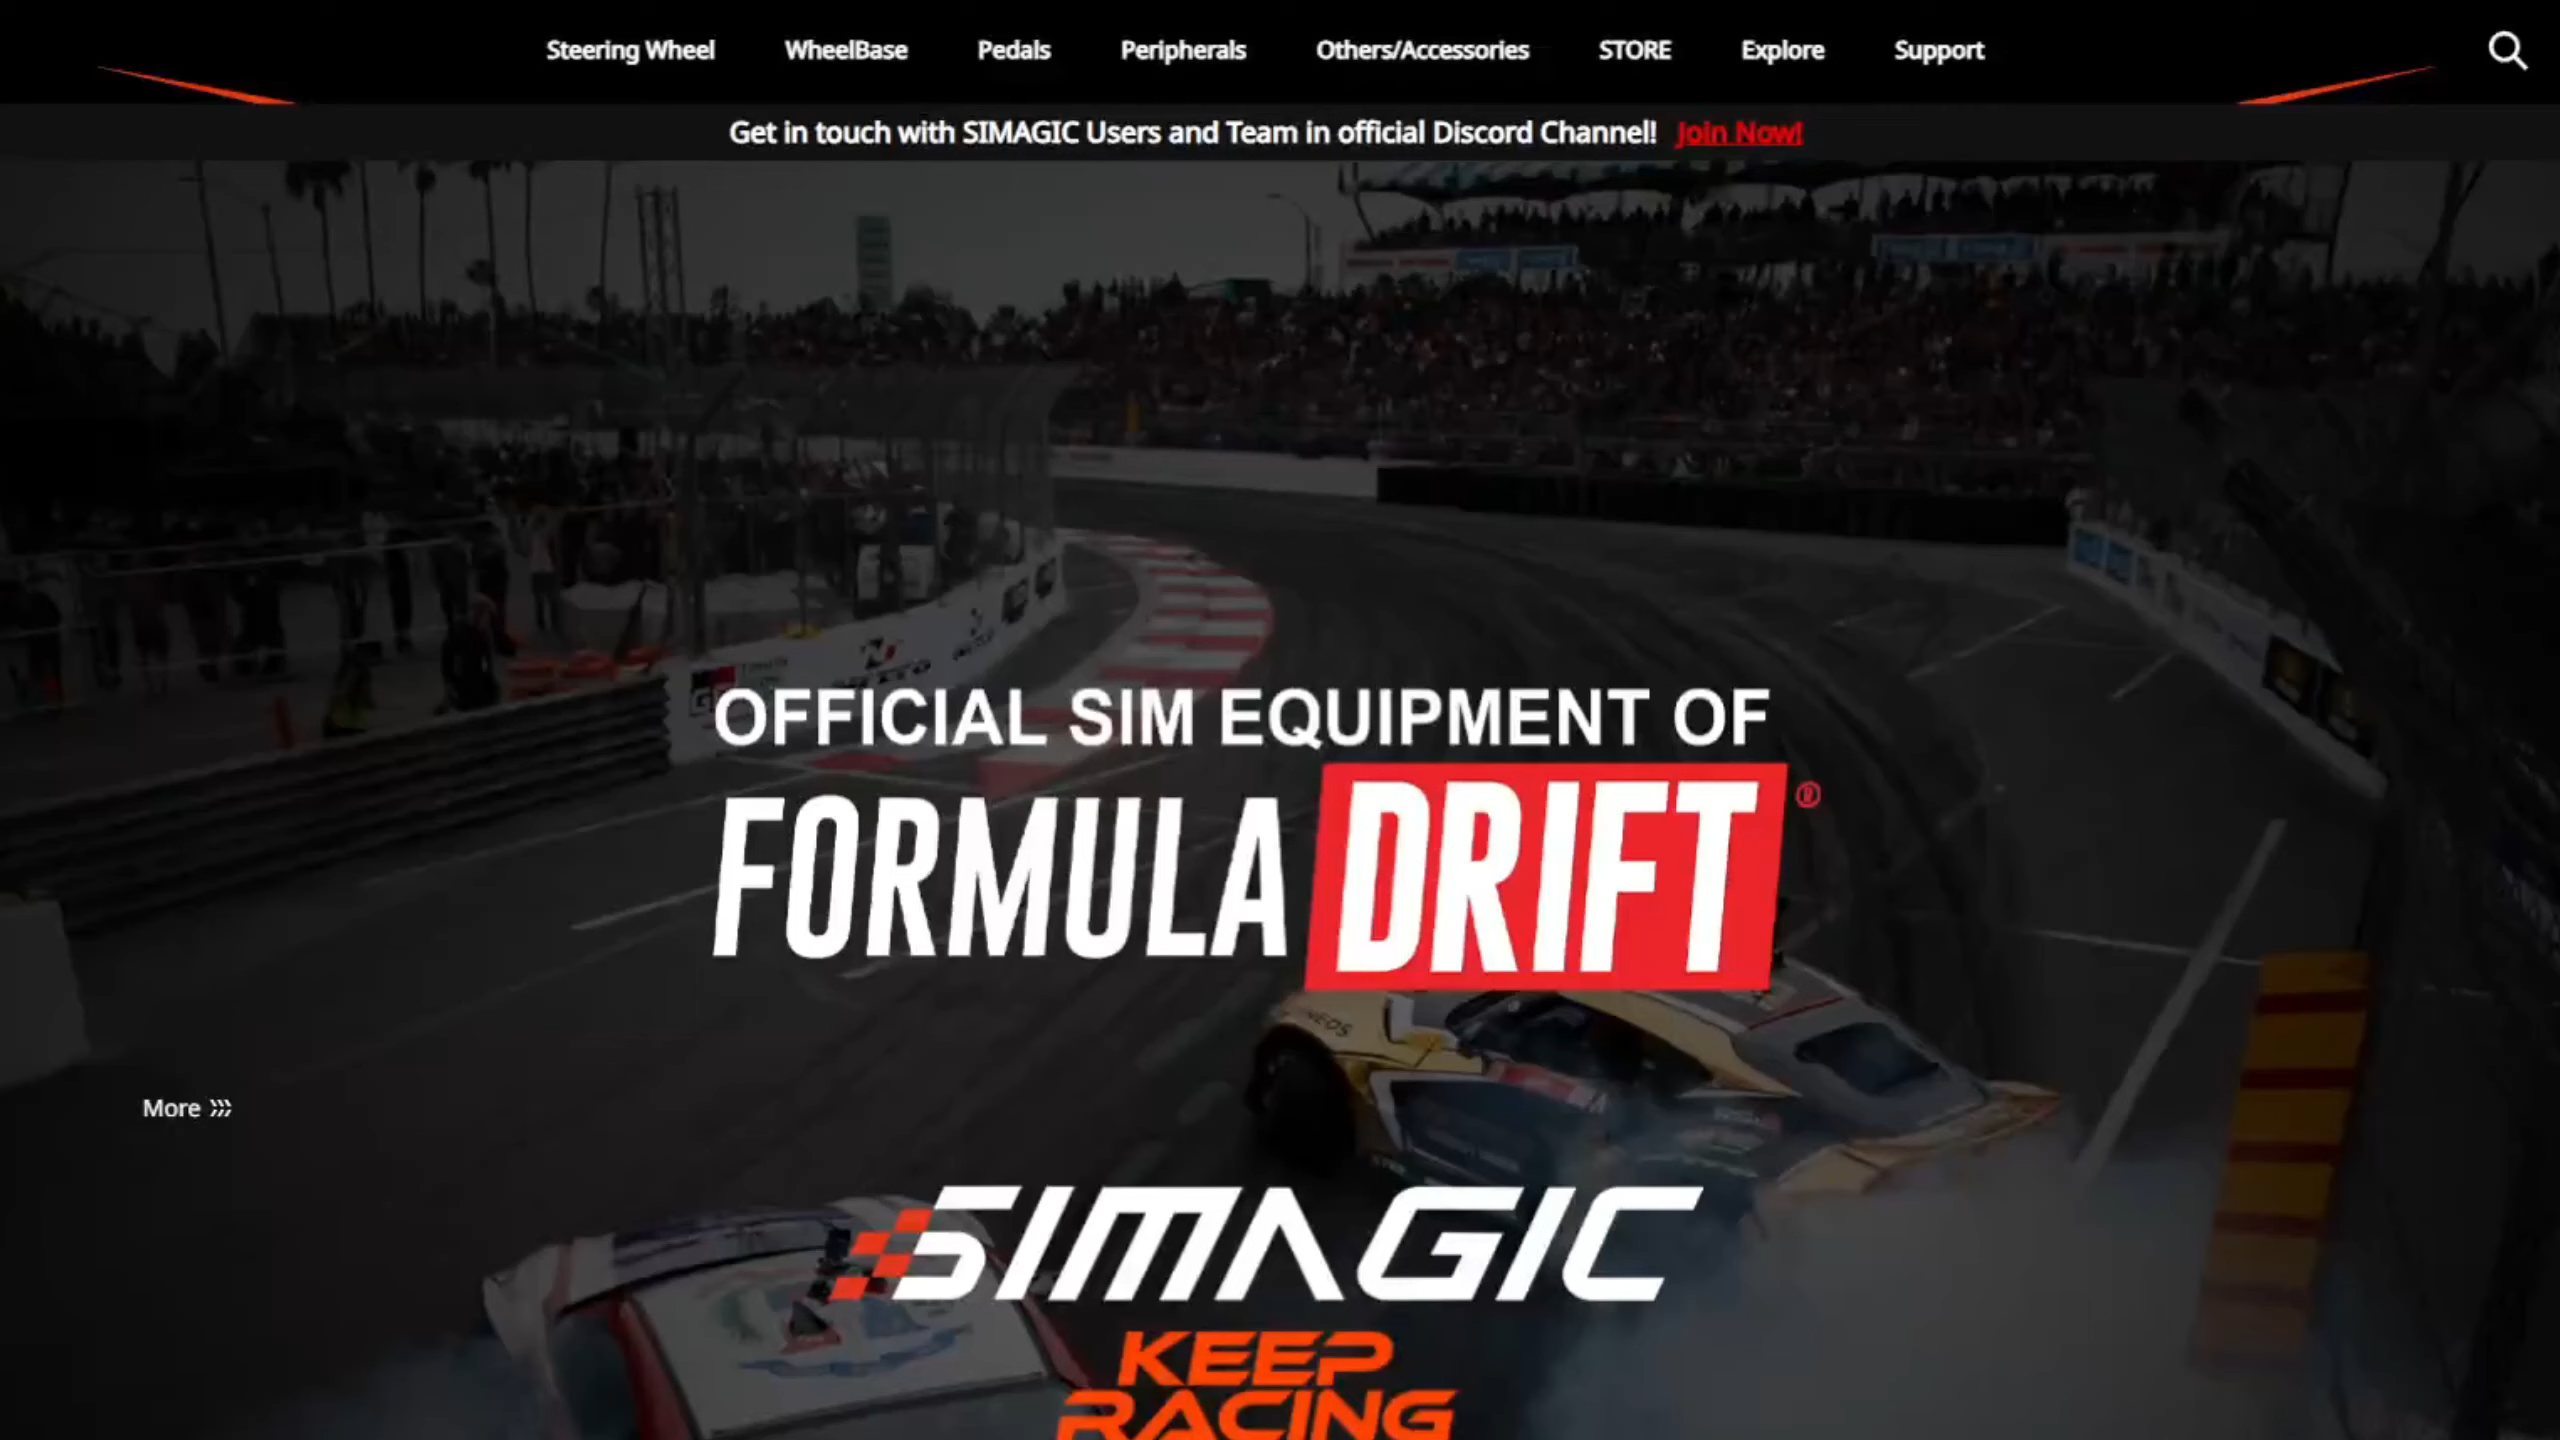 Steering Wheel WheelBase Pedals Peripherals Others/Accessories STORE Explore Support
Get in touch with SIMAGIC Users and Team in official Discord Channel! Join Now!
OFFICIAL SIM EQUIPMENT OF
FORMULA DRIFT®
More
SIMAGIC
KEEP
RACING